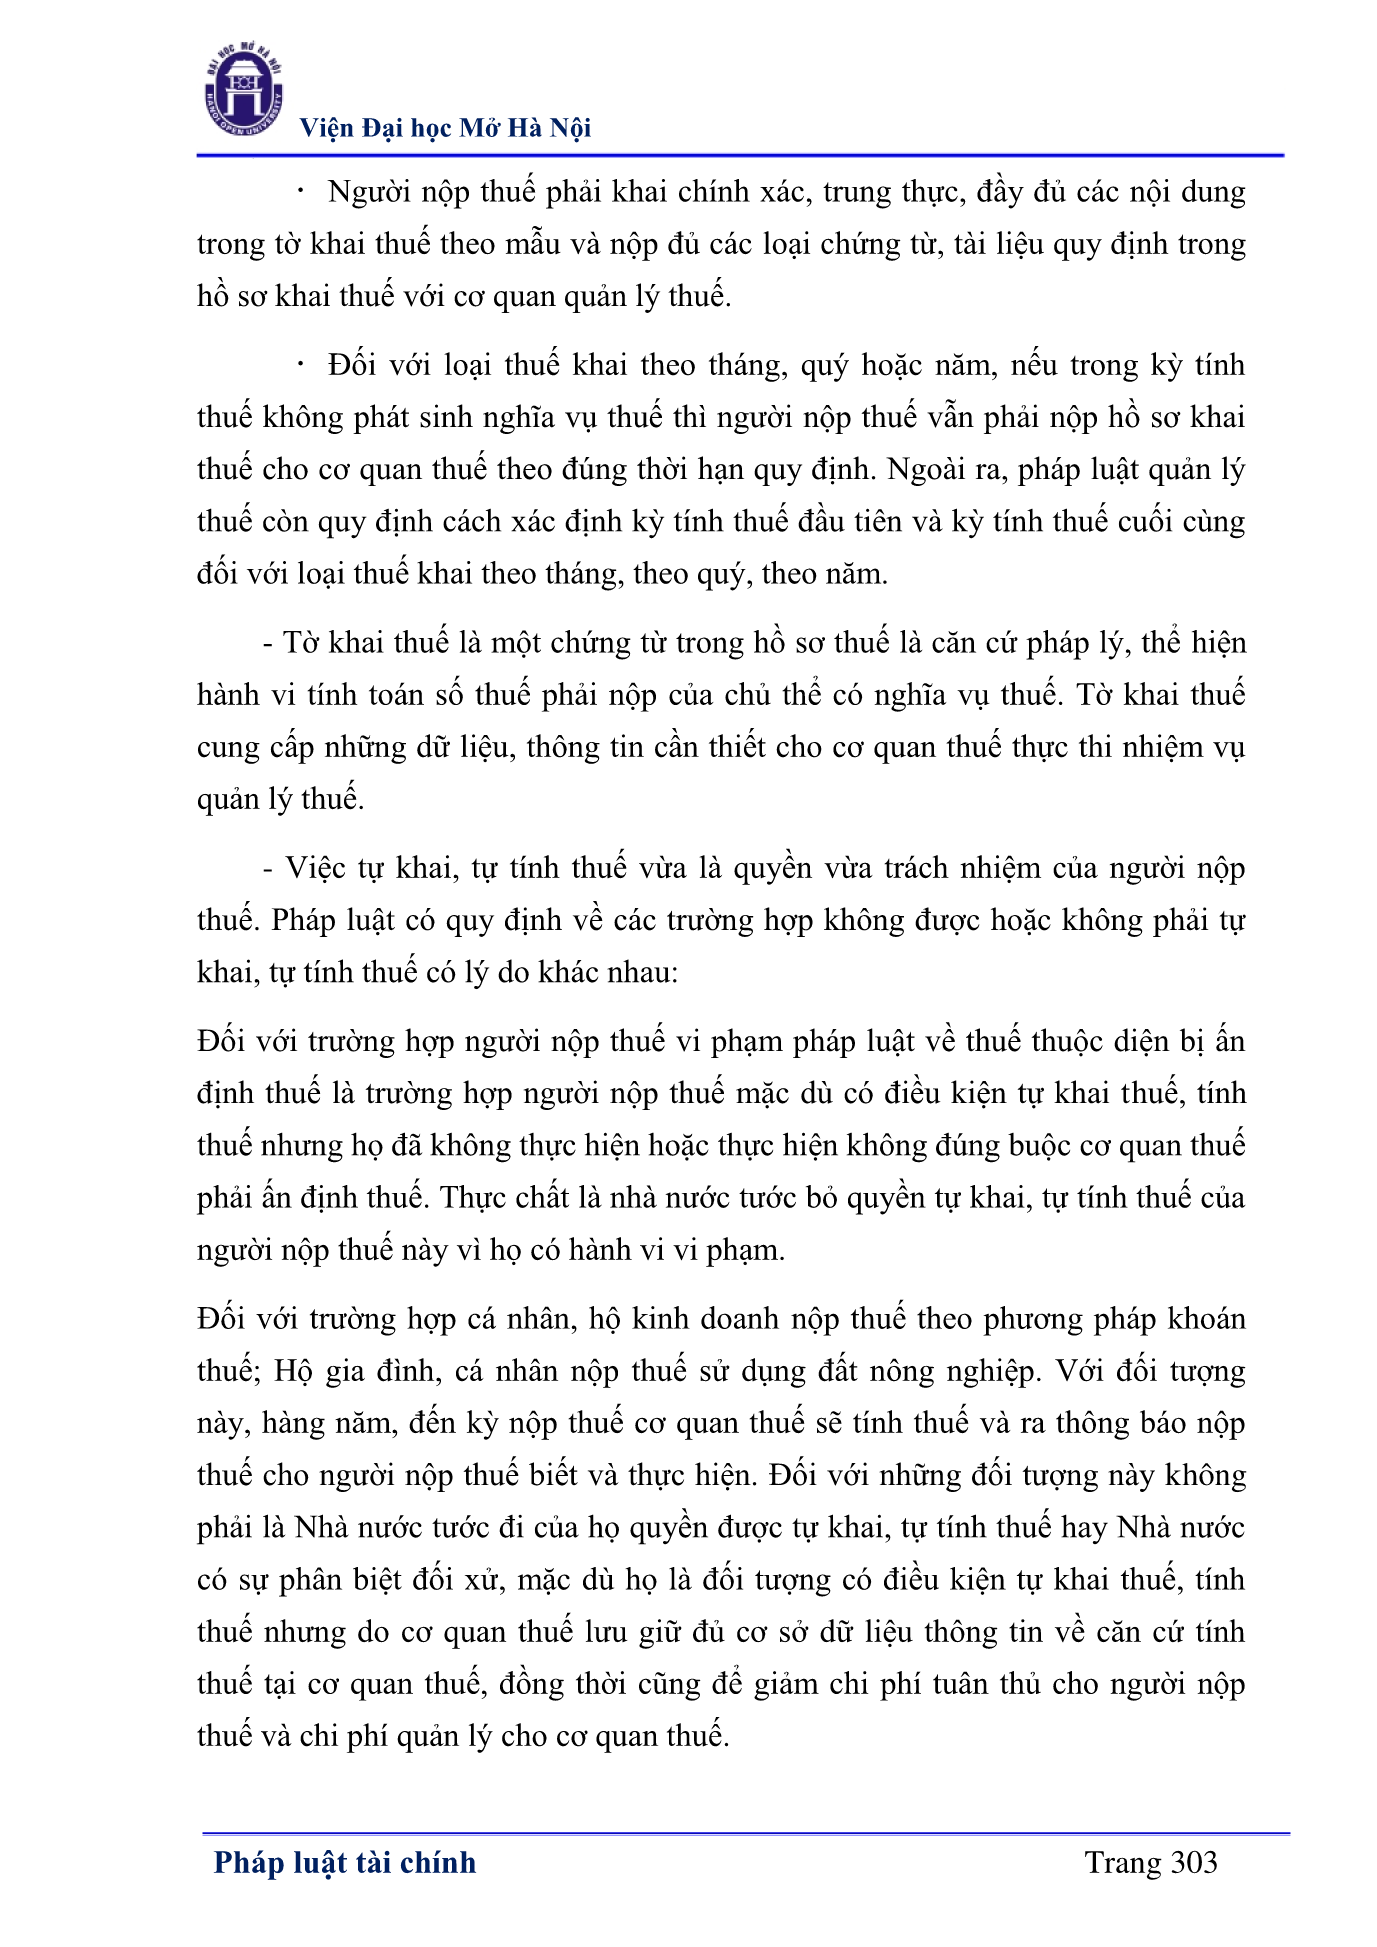 ĐẠI HỌC MỞ HÀ NỘI
HANOI OPEN UNIVERSITY
Viện Đại học Mở Hà Nội
· Người nộp thuế phải khai chính xác, trung thực, đầy đủ các nội dung
trong tờ khai thuế theo mẫu và nộp đủ các loại chứng từ, tài liệu quy định trong
hồ sơ khai thuế với cơ quan quản lý thuế.
· Đối với loại thuế khai theo tháng, quý hoặc năm, nếu trong kỳ tính
thuế không phát sinh nghĩa vụ thuế thì người nộp thuế vẫn phải nộp hồ sơ khai
thuế cho cơ quan thuế theo đúng thời hạn quy định. Ngoài ra, pháp luật quản lý
thuế còn quy định cách xác định kỳ tính thuế đầu tiên và kỳ tính thuế cuối cùng
đối với loại thuế khai theo tháng, theo quý, theo năm.
- Tờ khai thuế là một chứng từ trong hồ sơ thuế là căn cứ pháp lý, thể hiện
hành vi tính toán số thuế phải nộp của chủ thể có nghĩa vụ thuế. Tờ khai thuế
cung cấp những dữ liệu, thông tin cần thiết cho cơ quan thuế thực thi nhiệm vụ
quản lý thuế.
- Việc tự khai, tự tính thuế vừa là quyền vừa trách nhiệm của người nộp
thuế. Pháp luật có quy định về các trường hợp không được hoặc không phải tự
khai, tự tính thuế có lý do khác nhau:
Đối với trường hợp người nộp thuế vi phạm pháp luật về thuế thuộc diện bị ấn
định thuế là trường hợp người nộp thuế mặc dù có điều kiện tự khai thuế, tính
thuế nhưng họ đã không thực hiện hoặc thực hiện không đúng buộc cơ quan thuế
phải ấn định thuế. Thực chất là nhà nước tước bỏ quyền tự khai, tự tính thuế của
người nộp thuế này vì họ có hành vi vi phạm.
Đối với trường hợp cá nhân, hộ kinh doanh nộp thuế theo phương pháp khoán
thuế; Hộ gia đình, cá nhân nộp thuế sử dụng đất nông nghiệp. Với đối tượng
này, hàng năm, đến kỳ nộp thuế cơ quan thuế sẽ tính thuế và ra thông báo nộp
thuế cho người nộp thuế biết và thực hiện. Đối với những đối tượng này không
phải là Nhà nước tước đi của họ quyền được tự khai, tự tính thuế hay Nhà nước
có sự phân biệt đối xử, mặc dù họ là đối tượng có điều kiện tự khai thuế, tính
thuế nhưng do cơ quan thuế lưu giữ đủ cơ sở dữ liệu thông tin về căn cứ tính
thuế tại cơ quan thuế, đồng thời cũng để giảm chi phí tuân thủ cho người nộp
thuế và chi phí quản lý cho cơ quan thuế.
Pháp luật tài chính
Trang 303